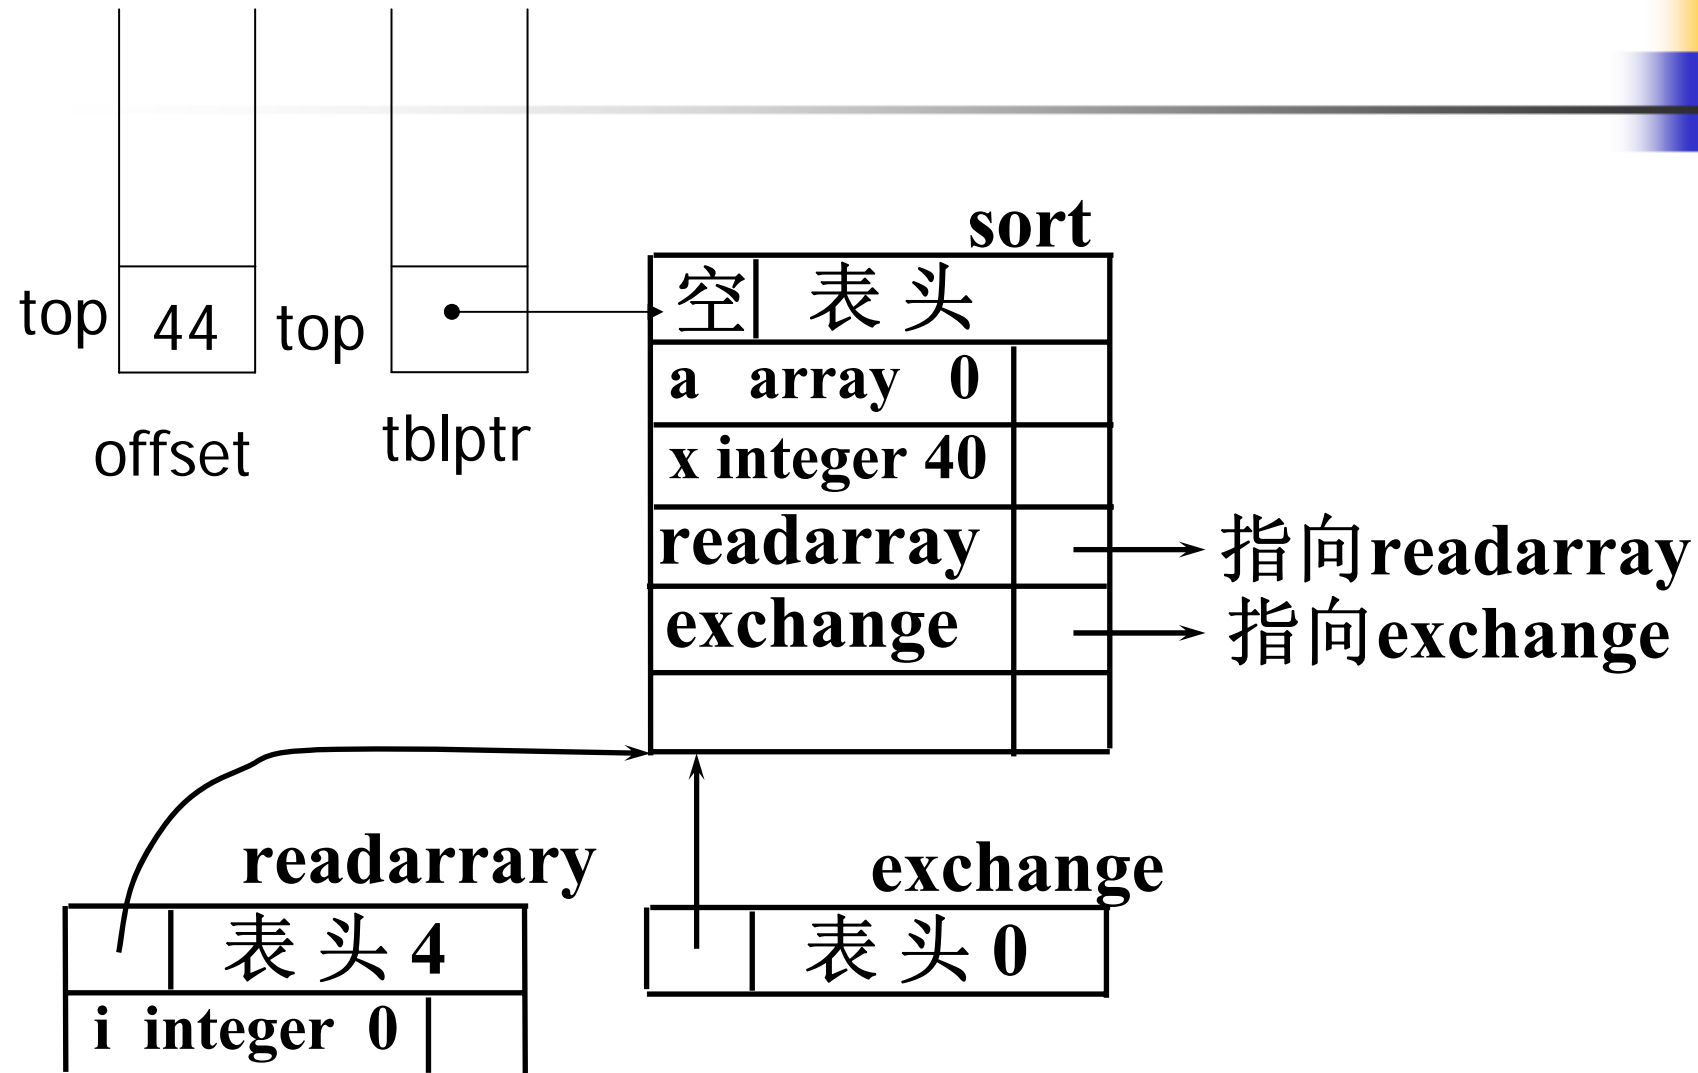 sort
空 表 头
top 44 top
a array 0
offset tblptr
x integer 40
readarray 指向readarray
exchange 指向exchange
readarrary exchange
表 头 4 表 头 0
i integer 0